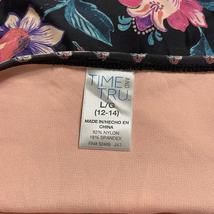 TIME AND
TRU
L/G
(12-14)
MADE IN/HECHO EN
CHINA
82% NYLON
18% SPANDEX